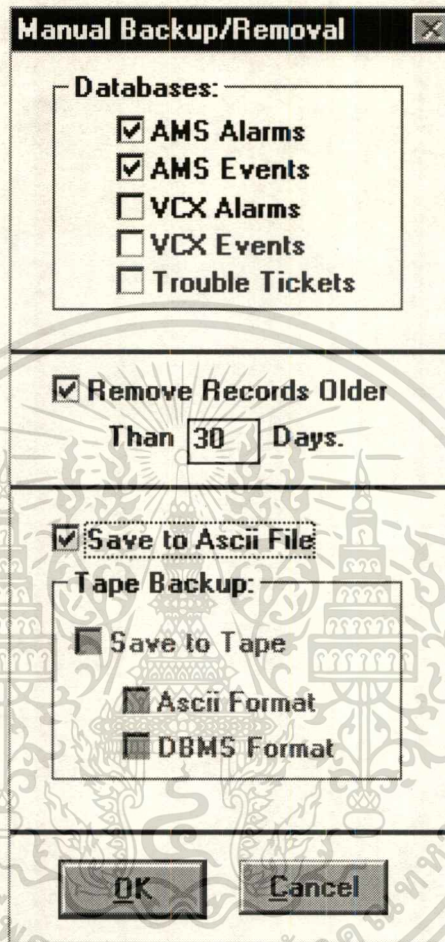 Manual Backup/Removal
Databases:
AMS Alarms
AMS Events
VCX Alarms
VCX Events
Trouble Tickets
Remove Records Older
Than 30 Days.
Save to Ascii File
Tape Backup:
Save to Tape
Ascii Format
DBMS Format
OK
Cancel